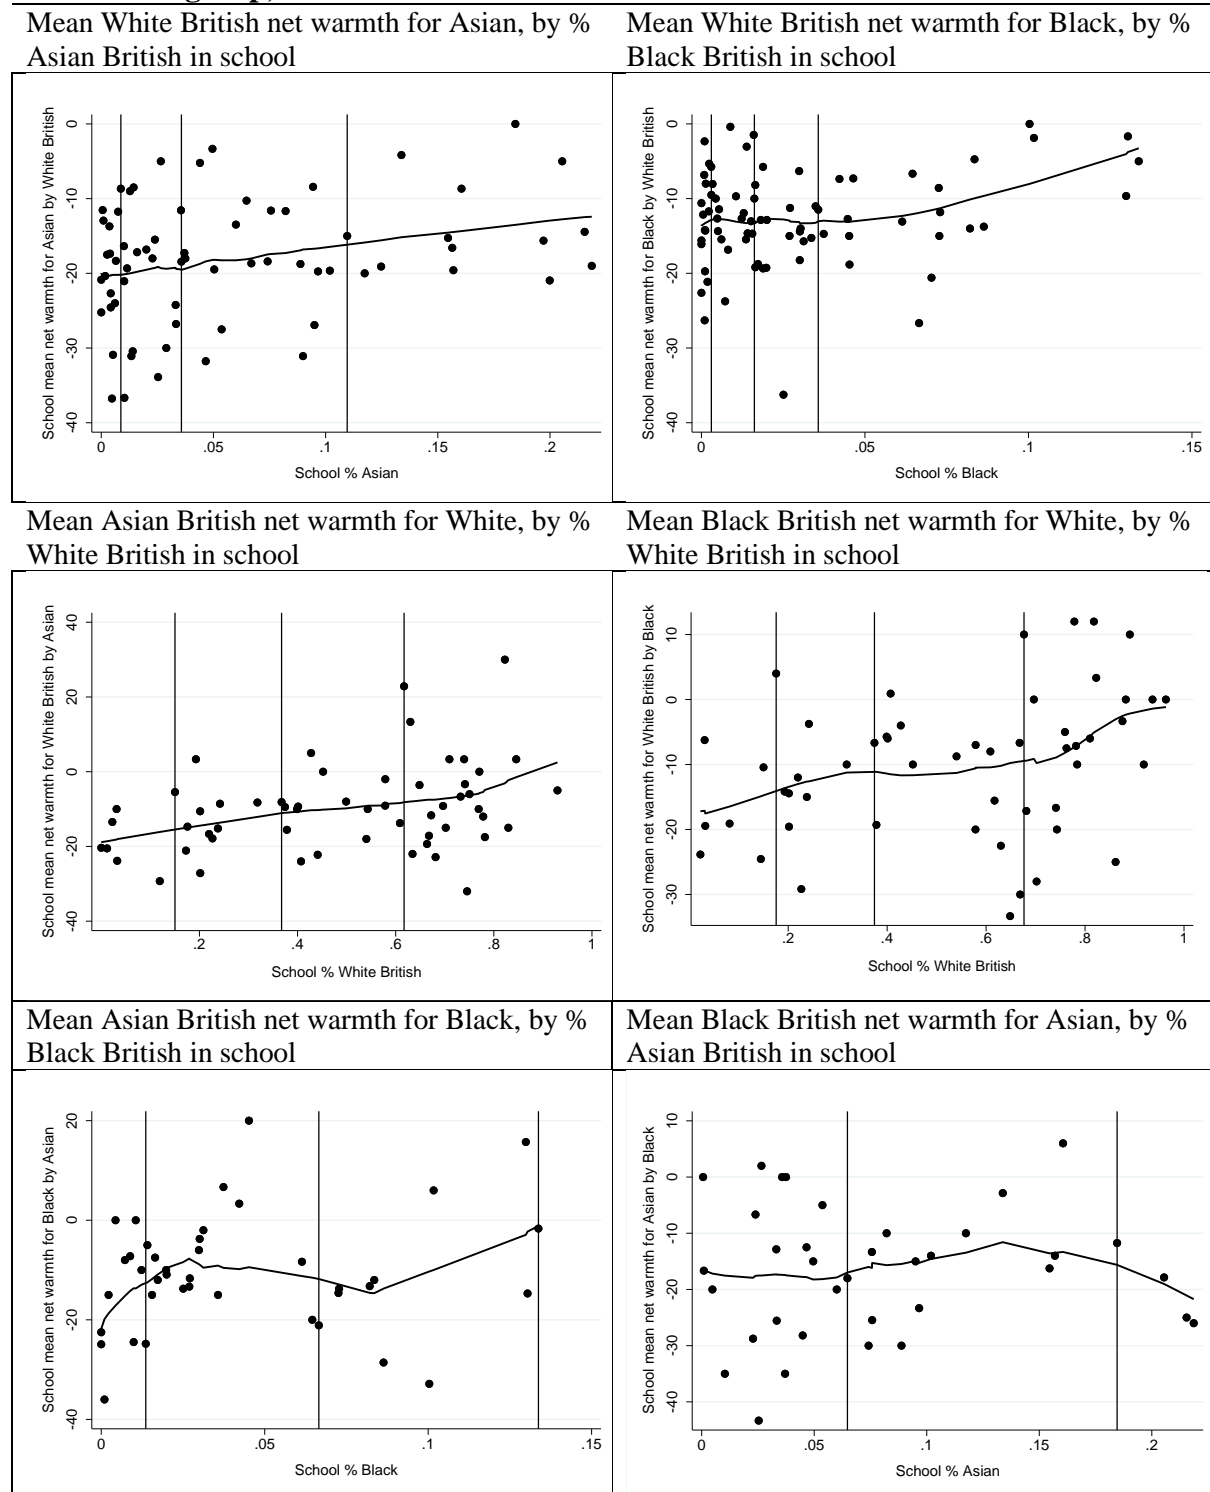 Mean White British net warmth for Asian, by %
Asian British in school
Mean White British net warmth for Black, by %
Black British in school
School mean net warmth for Asian by White British
0
-10
-20
-30
-40
0 .05 .1 .15 .2
School % Asian
School mean net warmth for Black by White British
0
-10
-20
-30
-40
0 .05 .1 .15
School % Black
Mean Asian British net warmth for White, by %
White British in school
Mean Black British net warmth for White, by %
White British in school
School mean net warmth for White British by Asian
40
20
0
-20
-40
.2 .4 .6 .8 1
School % White British
School mean net warmth for White British by Black
10
0
-10
-20
-30
.2 .4 .6 .8 1
School % White British
Mean Asian British net warmth for Black, by %
Black British in school
Mean Black British net warmth for Asian, by %
Asian British in school
School mean net warmth for Black by Asian
20
0
-20
-40
0 .05 .1 .15
School % Black
School mean net warmth for Asian by Black
10
0
-10
-20
-30
-40
0 .05 .1 .15 .2
School % Asian